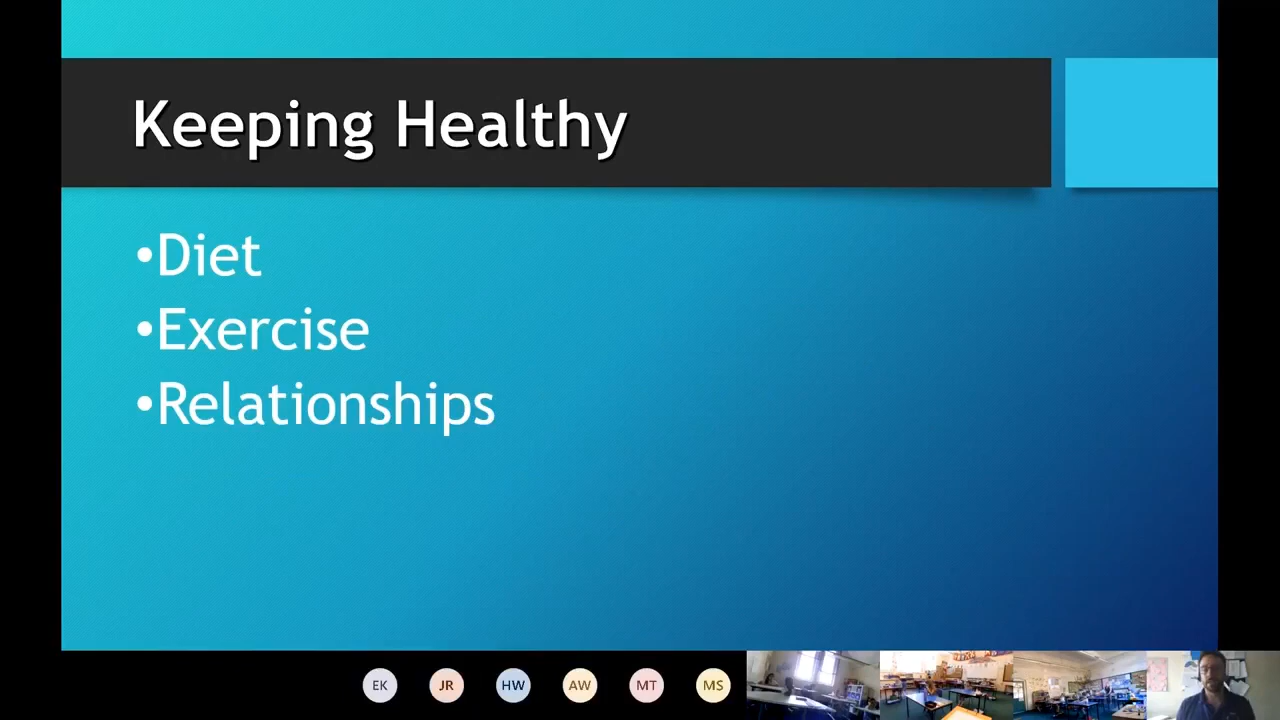 Keeping Healthy
•Diet
•Exercise
•Relationships
EK JR HW AW MT MS